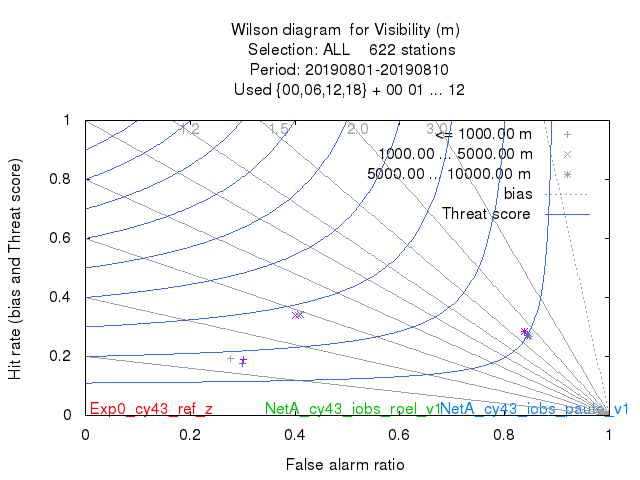 Wilson diagram for Visibility (m)
Selection: ALL 622 stations
Period: 20190801-20190810
Used {00,06,12,18} + 00 01 ... 12
Hit rate (bias and Threat score)
1
0.8
0.6
0.4
0.2
0
1.2 1.5 2.0 3.0
<= 1000.00 m
1000.00 ... 5000.00 m
5000.00 ... 10000.00 m
bias
Threat score
Exp0_cy43_ref_z NetA_cy43_iobs_roel_v1 NetA_cy43_iobs_paulo_v1
0 0.2 0.4 0.6 0.8 1
False alarm ratio